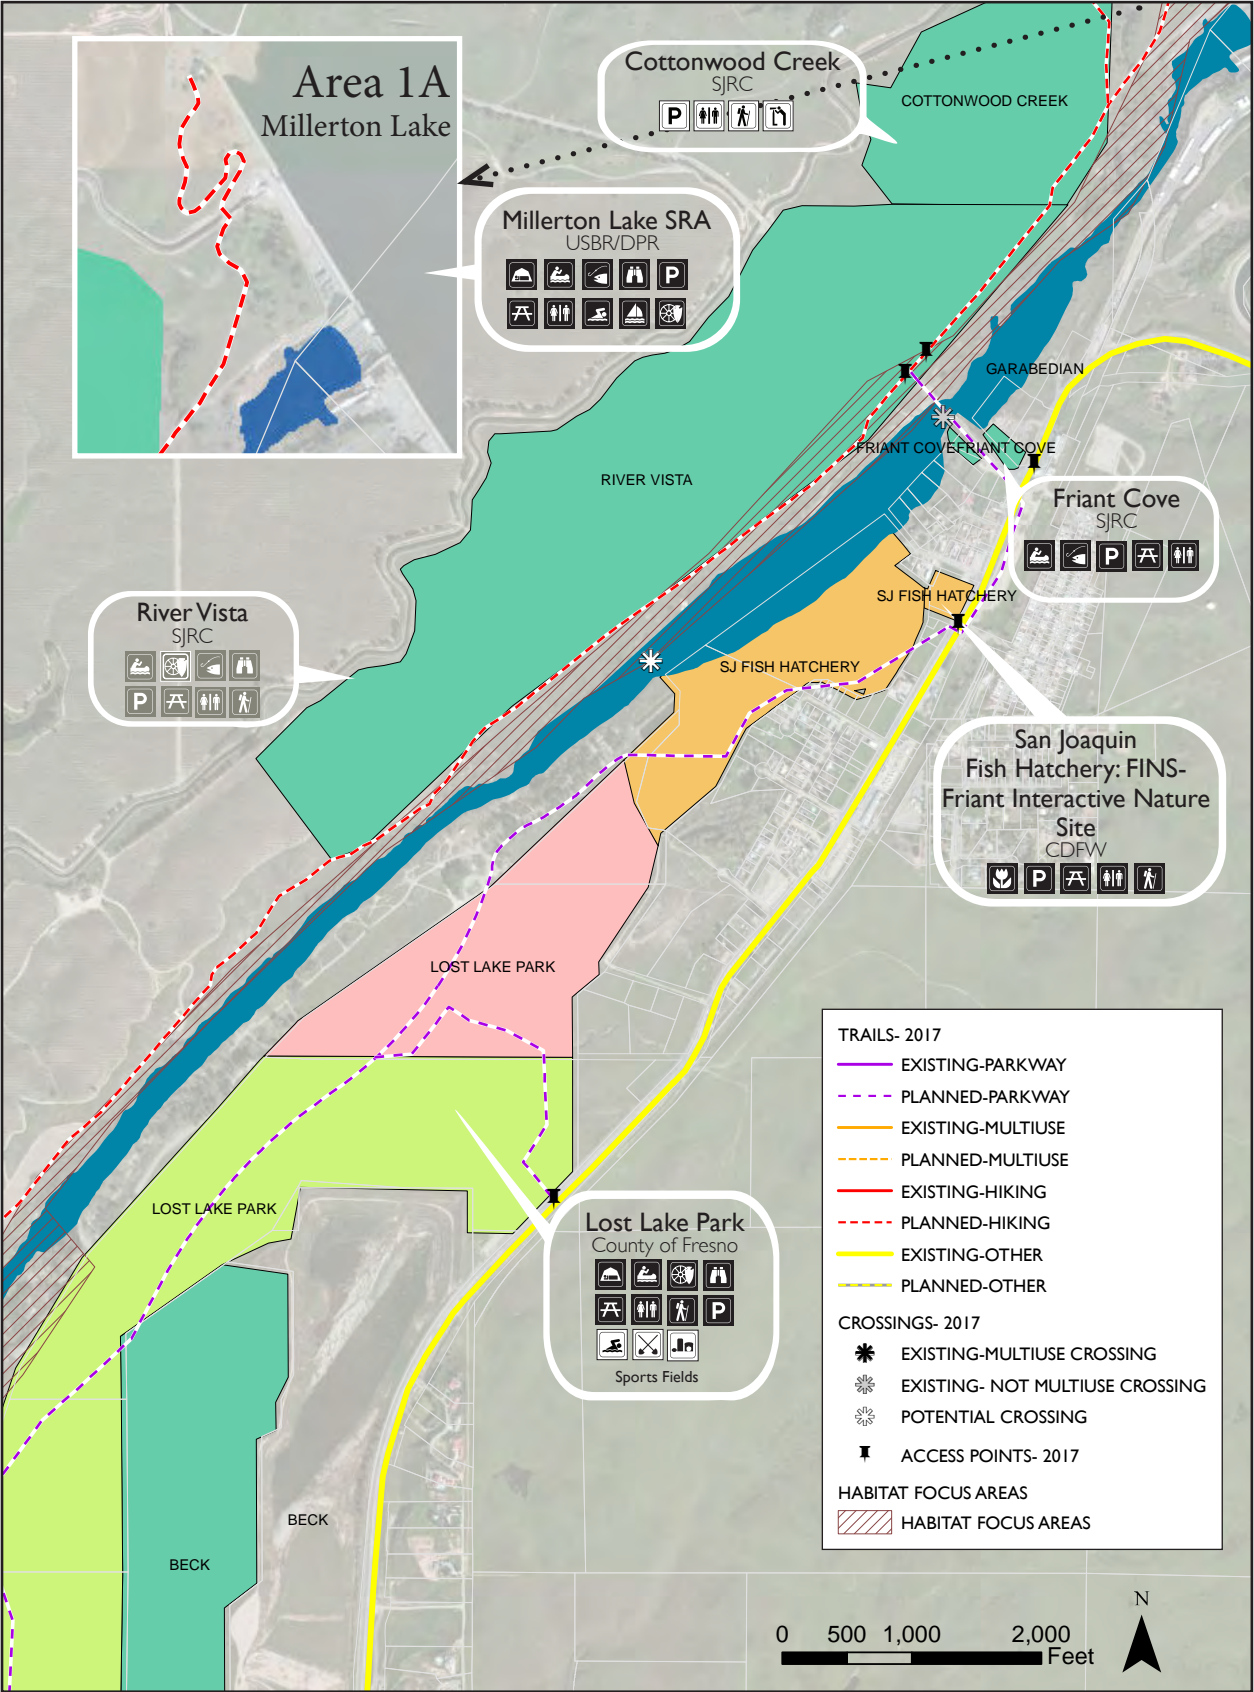 Area 1A
Millerton Lake
Cottonwood Creek
SJRC
P
COTTONWOOD CREEK
Millerton Lake SRA
USBR/DPR
P
GARABEDIAN
FRIANT COVE
FRIANT COVE
RIVER VISTA
Friant Cove
SJRC
P
SJ FISH HATCHERY
River Vista
SJRC
P
SJ FISH HATCHERY
San Joaquin
Fish Hatchery: FINS-
Friant Interactive Nature
Site
CDFW
P
LOST LAKE PARK
LOST LAKE PARK
Lost Lake Park
County of Fresno
P
Sports Fields
BECK
BECK
TRAILS- 2017
EXISTING-PARKWAY
PLANNED-PARKWAY
EXISTING-MULTIUSE
PLANNED-MULTIUSE
EXISTING-HIKING
PLANNED-HIKING
EXISTING-OTHER
PLANNED-OTHER
CROSSINGS- 2017
EXISTING-MULTIUSE CROSSING
EXISTING- NOT MULTIUSE CROSSING
POTENTIAL CROSSING
ACCESS POINTS- 2017
HABITAT FOCUS AREAS
HABITAT FOCUS AREAS
N
0 500 1,000 2,000
Feet